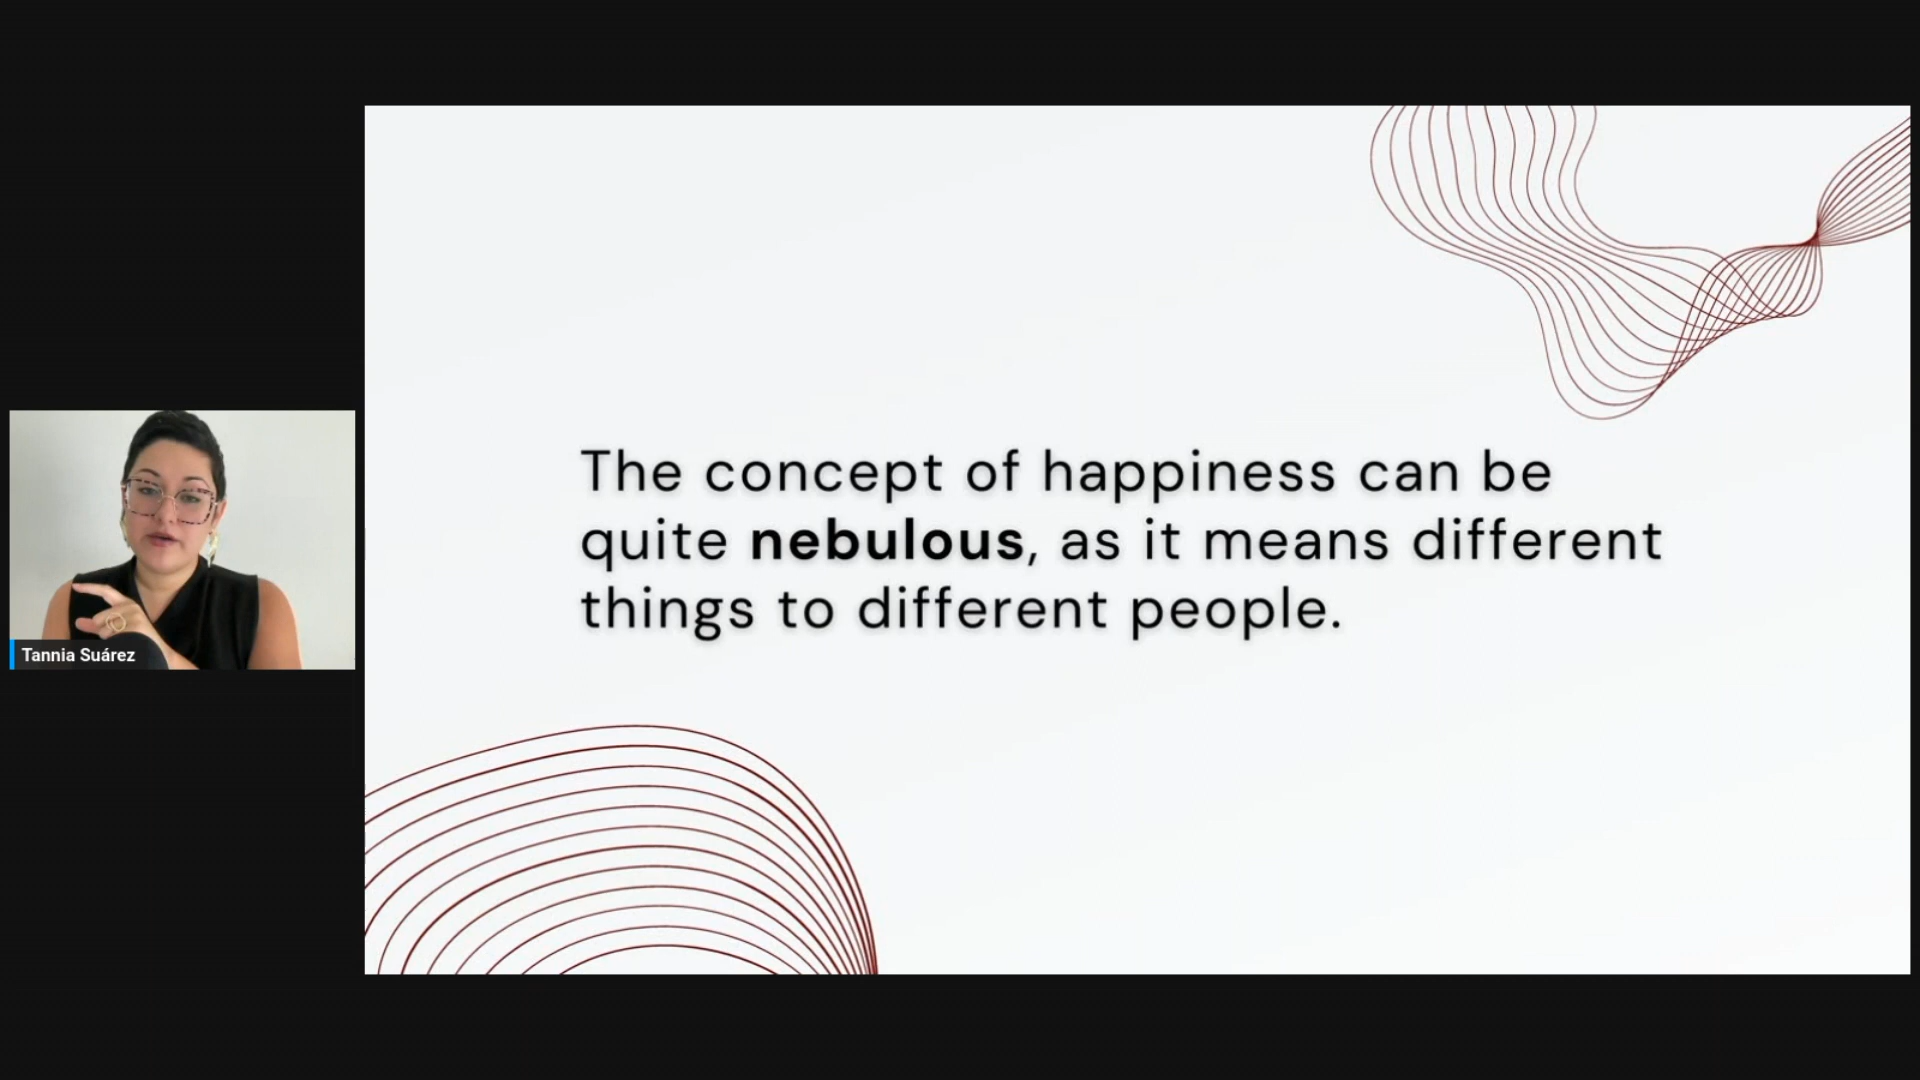 The concept of happiness can be
quite nebulous, as it means different
things to different people.
Tannia Suárez